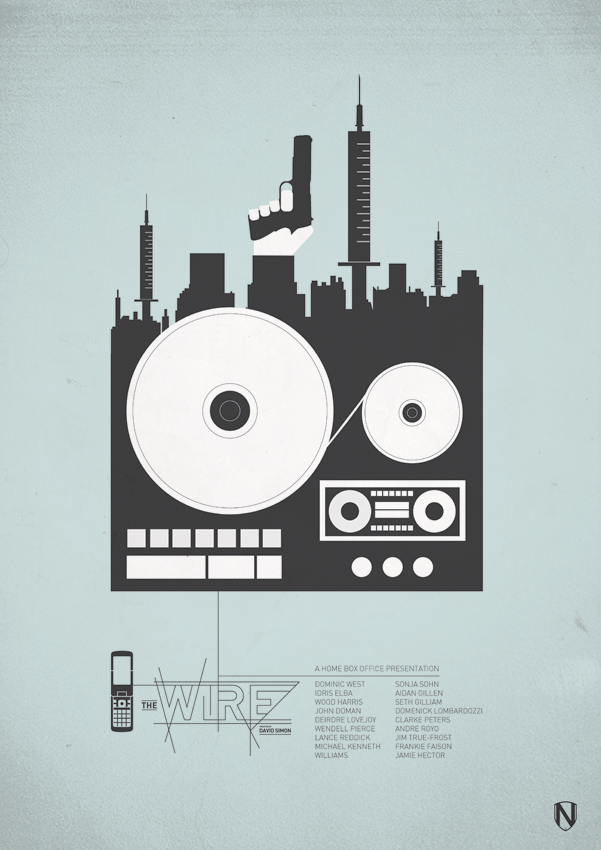 THE WIRE
CREATED BY
DAVID SIMON
A HOME BOX OFFICE PRESENTATION
DOMINIC WEST
IDRIS ELBA
WOOD HARRIS
JOHN DOMAN
DEIRDRE LOVEJOY
WENDELL PIERCE
LANCE REDDICK
MICHAEL KENNETH
WILLIAMS
SONJA SOHN
AIDAN GILLEN
SETH GILLIAM
DOMENICK LOMBARDOZZI
CLARKE PETERS
ANDRE ROYO
JIM TRUE-FROST
FRANKIE FAISON
JAMIE HECTOR
N